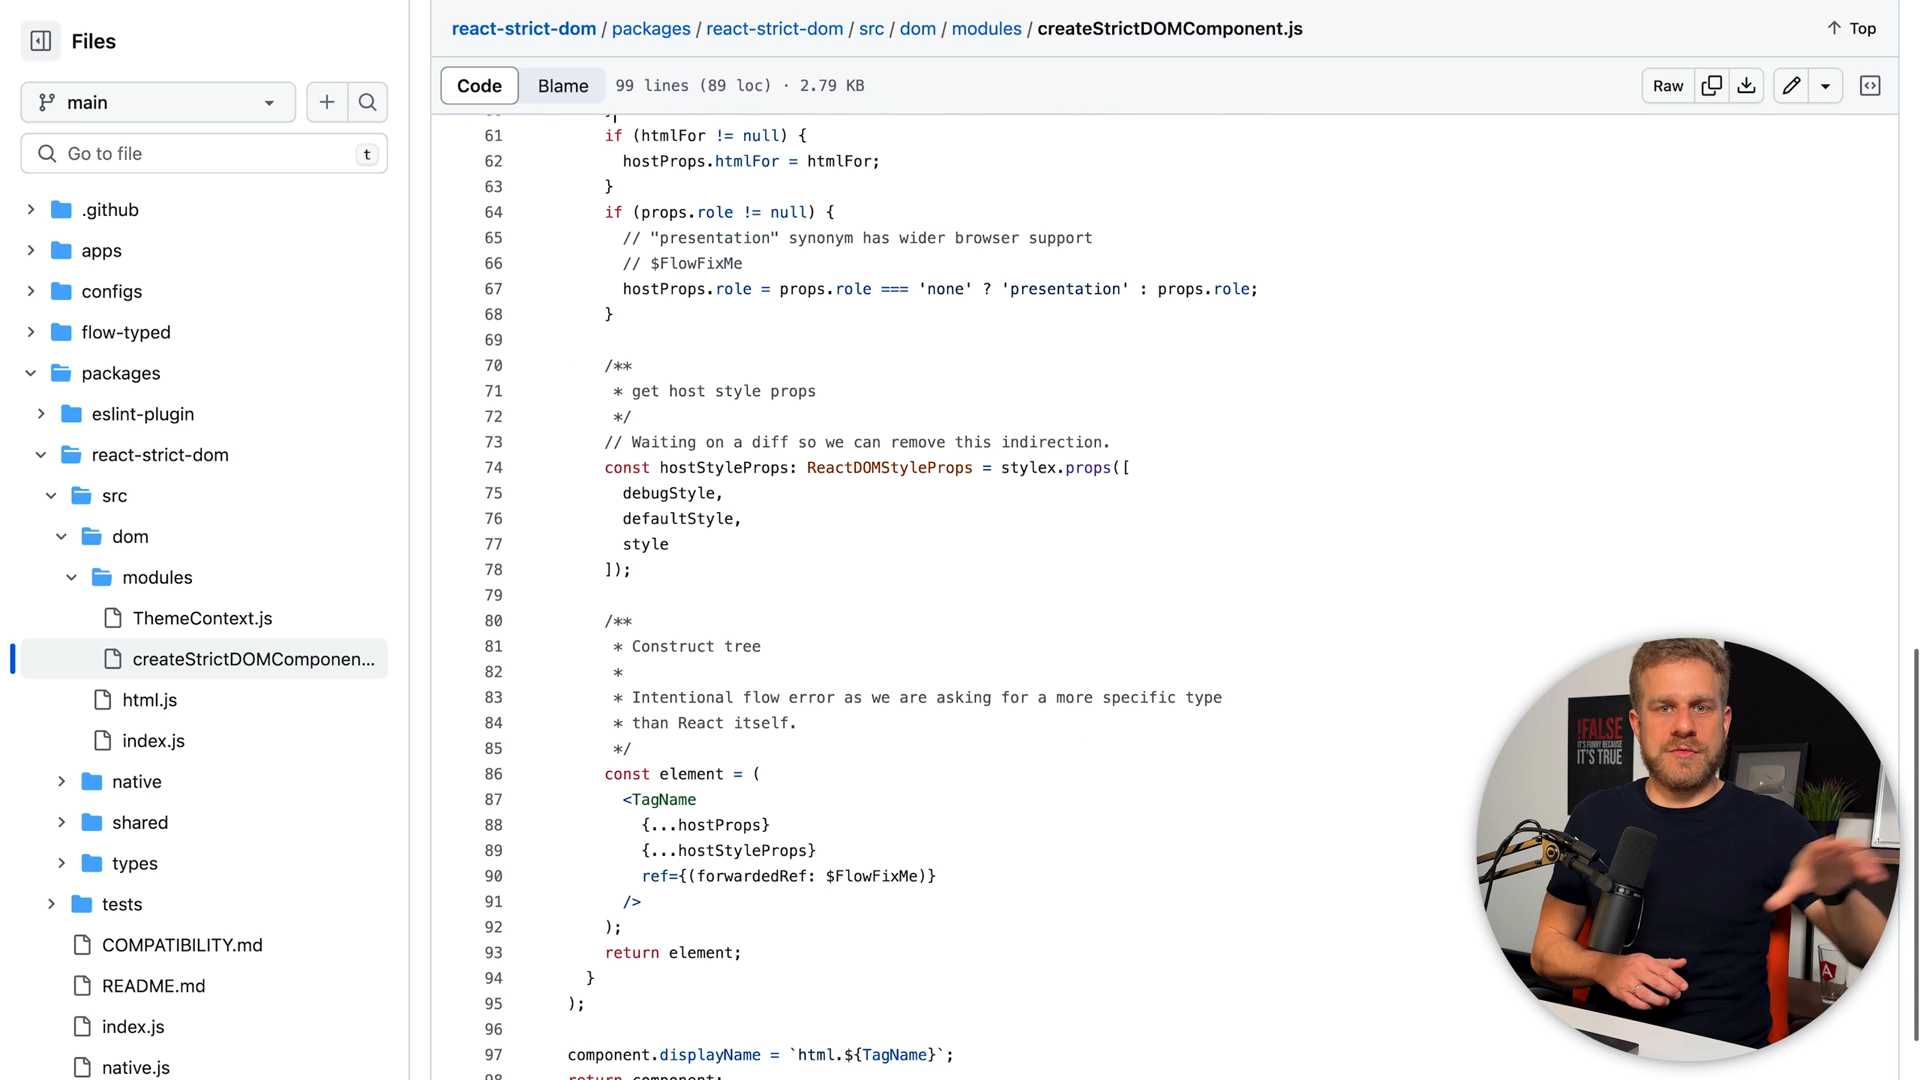 Files
main
Go to file
t
.github
apps
configs
flow-typed
packages
eslint-plugin
react-strict-dom
src
dom
modules
ThemeContext.js
createStrictDOMComponen...
html.js
index.js
native
shared
types
tests
COMPATIBILITY.md
README.md
index.js
native.js
react-strict-dom / packages / react-strict-dom / src / dom / modules / createStrictDOMComponent.js
Top
Code
Blame
99 lines (89 loc) · 2.79 KB
Raw
61 if (htmlFor != null) {
62 hostProps.htmlFor = htmlFor;
63 }
64 if (props.role != null) {
65 // "presentation" synonym has wider browser support
66 // $FlowFixMe
67 hostProps.role = props.role === 'none' ? 'presentation' : props.role;
68 }
69
70 /**
71 * get host style props
72 */
73 // Waiting on a diff so we can remove this indirection.
74 const hostStyleProps: ReactDOMStyleProps = stylex.props([
75 debugStyle,
76 defaultStyle,
77 style
78 ]);
79
80 /**
81 * Construct tree
82 *
83 * Intentional flow error as we are asking for a more specific type
84 * than React itself.
85 */
86 const element = (
87 <TagName
88 {...hostProps}
89 {...hostStyleProps}
90 ref={(forwardedRef: $FlowFixMe)}
91 />
92 );
93 return element;
94 }
95 );
96
97 component.displayName = `html.${TagName}`;
98 return component;
!FALSE
IT'S FUNNY BECAUSE
IT'S TRUE
A